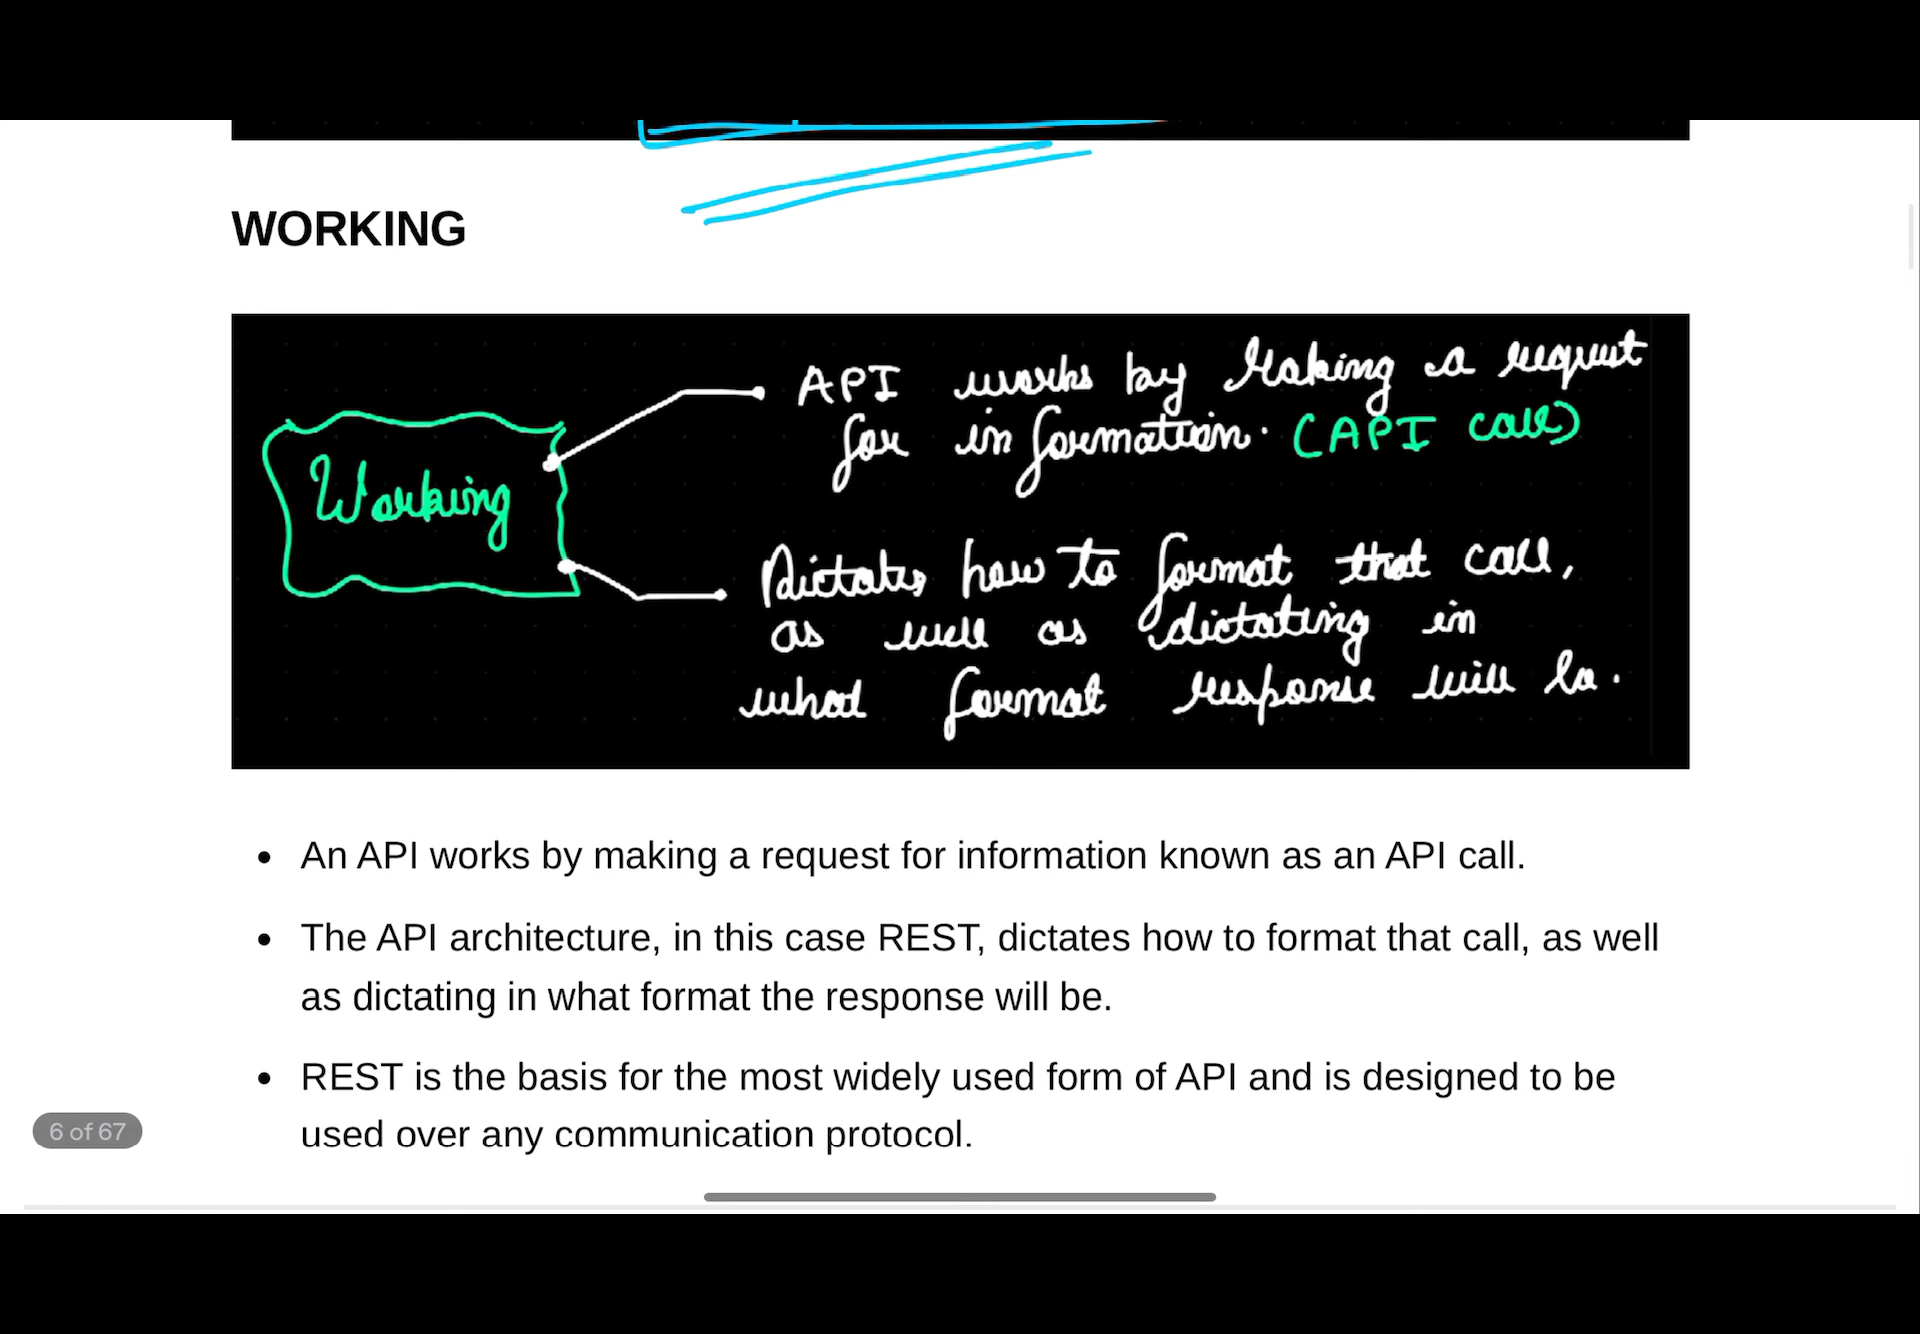 WORKING
API works by Making a request
for information. (API call)
Working
Dictates how to format that call,
as well as dictating in
what format response will be.
• An API works by making a request for information known as an API call.
• The API architecture, in this case REST, dictates how to format that call, as well
as dictating in what format the response will be.
• REST is the basis for the most widely used form of API and is designed to be
used over any communication protocol.
6 of 67